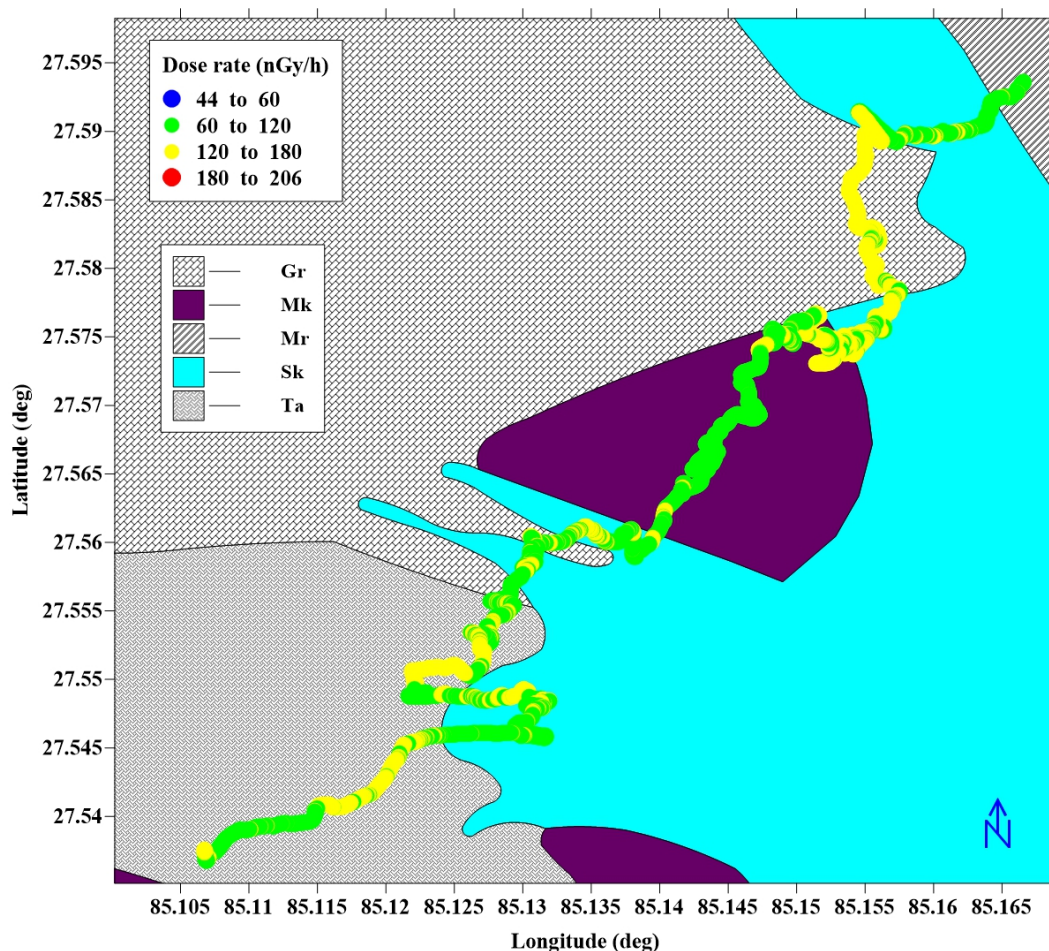 27.595
27.59
27.585
27.58
27.575
27.57
27.565
27.56
27.555
27.55
27.545
27.54
Latitude (deg)
Dose rate (nGy/h)
44 to 60
60 to 120
120 to 180
180 to 206
Gr
Mk
Mr
Sk
Ta
N
85.105 85.11 85.115 85.12 85.125 85.13 85.135 85.14 85.145 85.15 85.155 85.16 85.165
Longitude (deg)